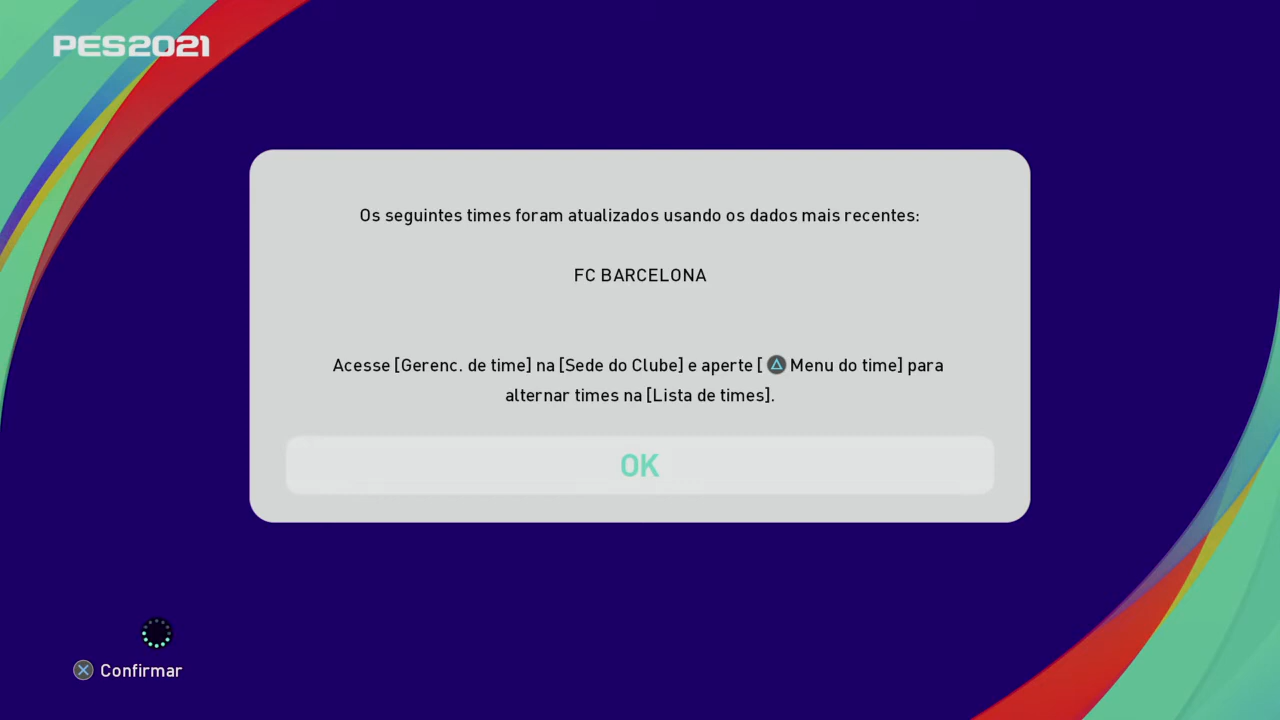 PES2021
Os seguintes times foram atualizados usando os dados mais recentes:
FC BARCELONA
Acesse [Gerenc. de time] na [Sede do Clube] e aperte [ Menu do time] para
alternar times na [Lista de times].
OK
Confirmar